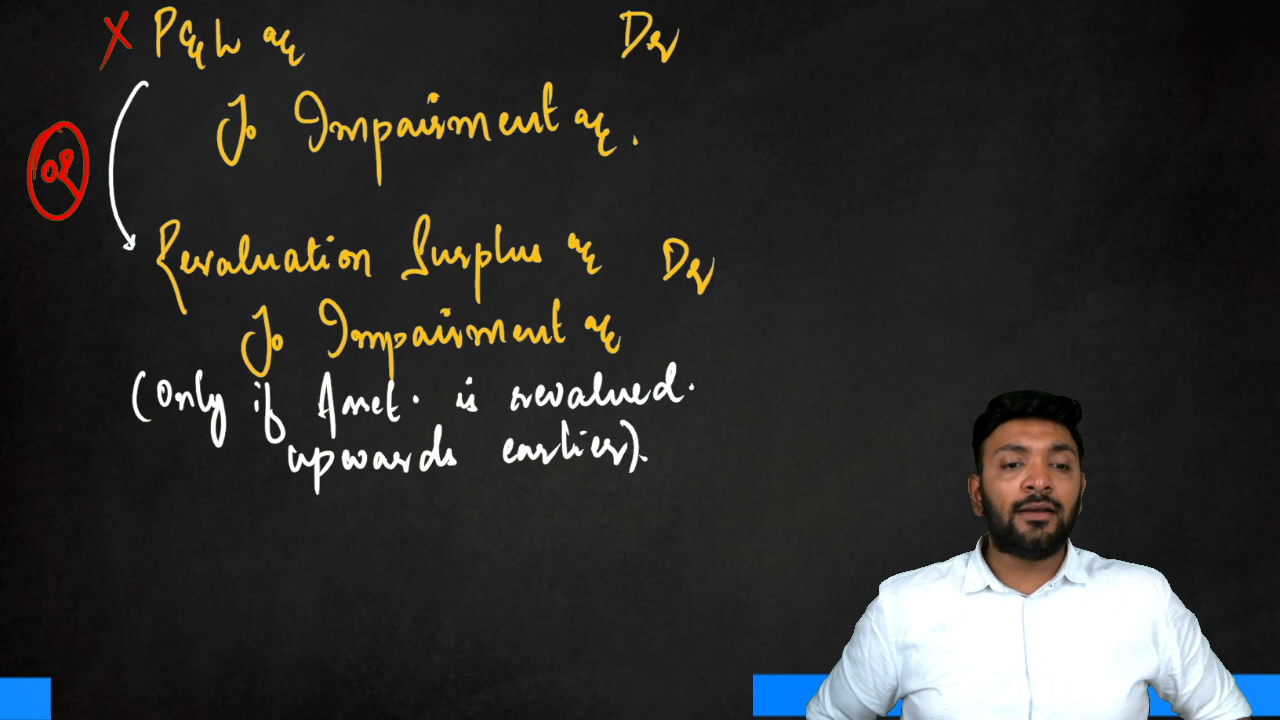 X P&L a/c Dr
To Impairment a/c.
or
Revaluation Surplus a/c Dr
To Impairment a/c
(Only if Asset. is revalued.
upwards earlier).